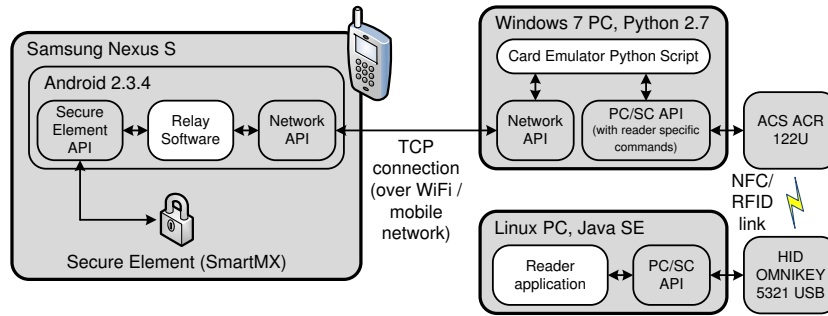 Samsung Nexus S
Android 2.3.4
Secure
Element
API
Relay
Software
Network
API
Secure Element (SmartMX)
TCP
connection
(over WiFi /
mobile
network)
Windows 7 PC, Python 2.7
Card Emulator Python Script
Network
API
PC/SC API
(with reader specific
commands)
ACS ACR
122U
NFC/
RFID
link
Linux PC, Java SE
Reader
application
PC/SC
API
HID
OMNIKEY
5321 USB